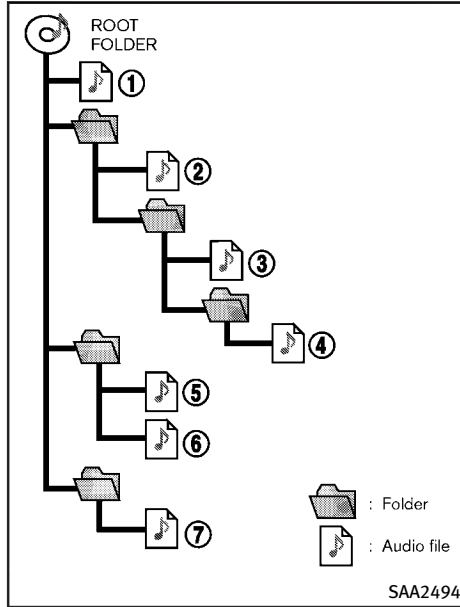 ROOT
FOLDER
①
②
③
④
⑤
⑥
⑦
: Folder
: Audio file
SAA2494